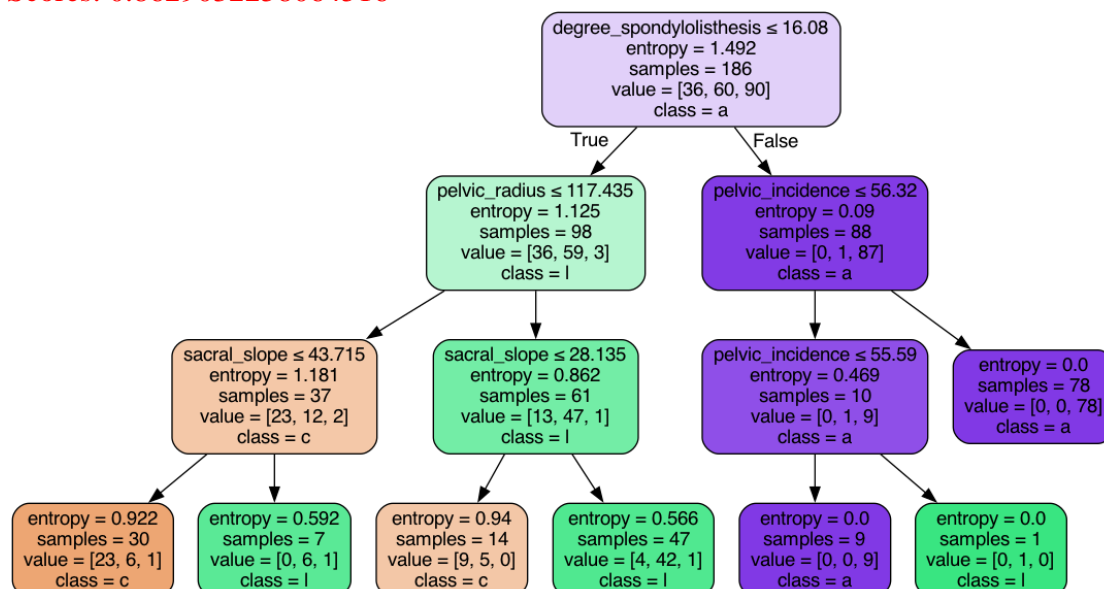 degree_spondylolisthesis ≤ 16.08
entropy = 1.492
samples = 186
value = [36, 60, 90]
class = a
True
False
pelvic_radius ≤ 117.435
entropy = 1.125
samples = 98
value = [36, 59, 3]
class = l
pelvic_incidence ≤ 56.32
entropy = 0.09
samples = 88
value = [0, 1, 87]
class = a
sacral_slope ≤ 43.715
entropy = 1.181
samples = 37
value = [23, 12, 2]
class = c
sacral_slope ≤ 28.135
entropy = 0.862
samples = 61
value = [13, 47, 1]
class = l
pelvic_incidence ≤ 55.59
entropy = 0.469
samples = 10
value = [0, 1, 9]
class = a
entropy = 0.0
samples = 78
value = [0, 0, 78]
class = a
entropy = 0.922
samples = 30
value = [23, 6, 1]
class = c
entropy = 0.592
samples = 7
value = [0, 6, 1]
class = l
entropy = 0.94
samples = 14
value = [9, 5, 0]
class = c
entropy = 0.566
samples = 47
value = [4, 42, 1]
class = l
entropy = 0.0
samples = 9
value = [0, 0, 9]
class = a
entropy = 0.0
samples = 1
value = [0, 1, 0]
class = l